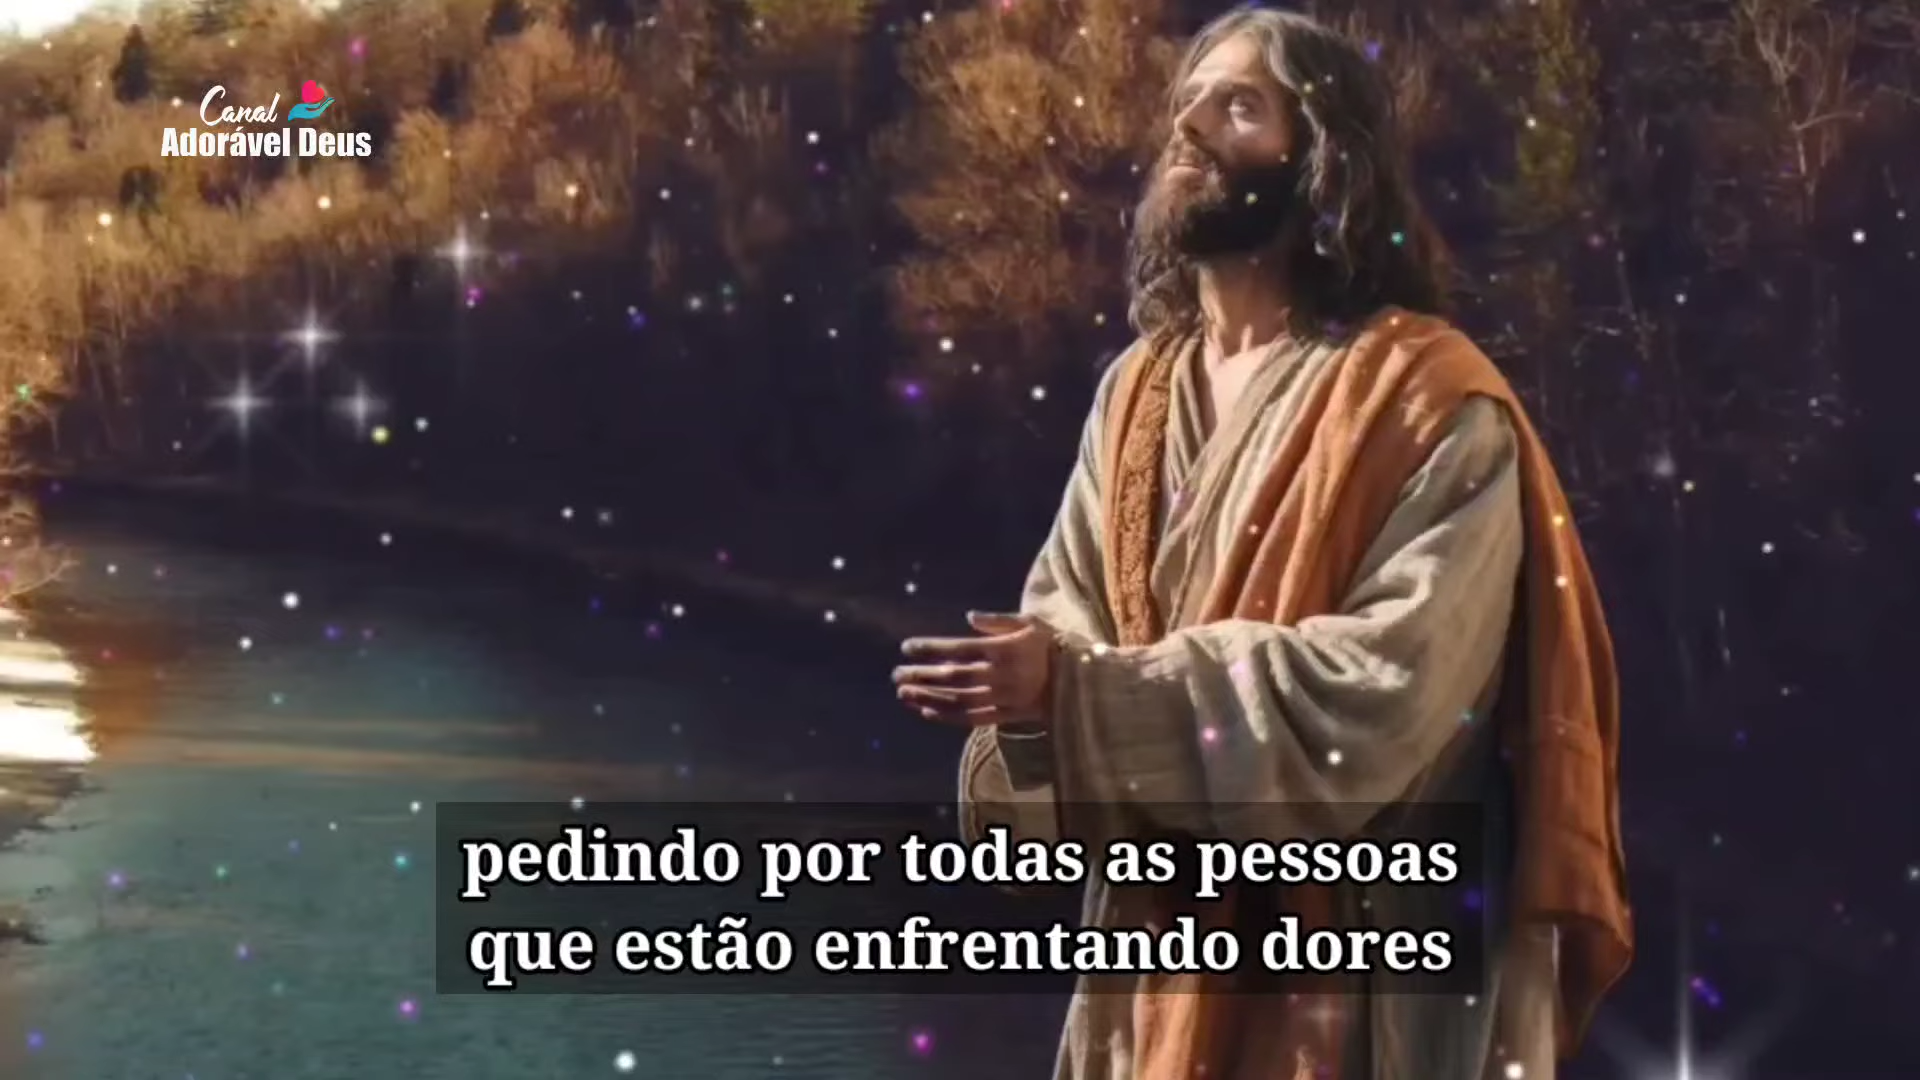 Canal
Adorável Deus
pedindo por todas as pessoas
que estão enfrentando dores